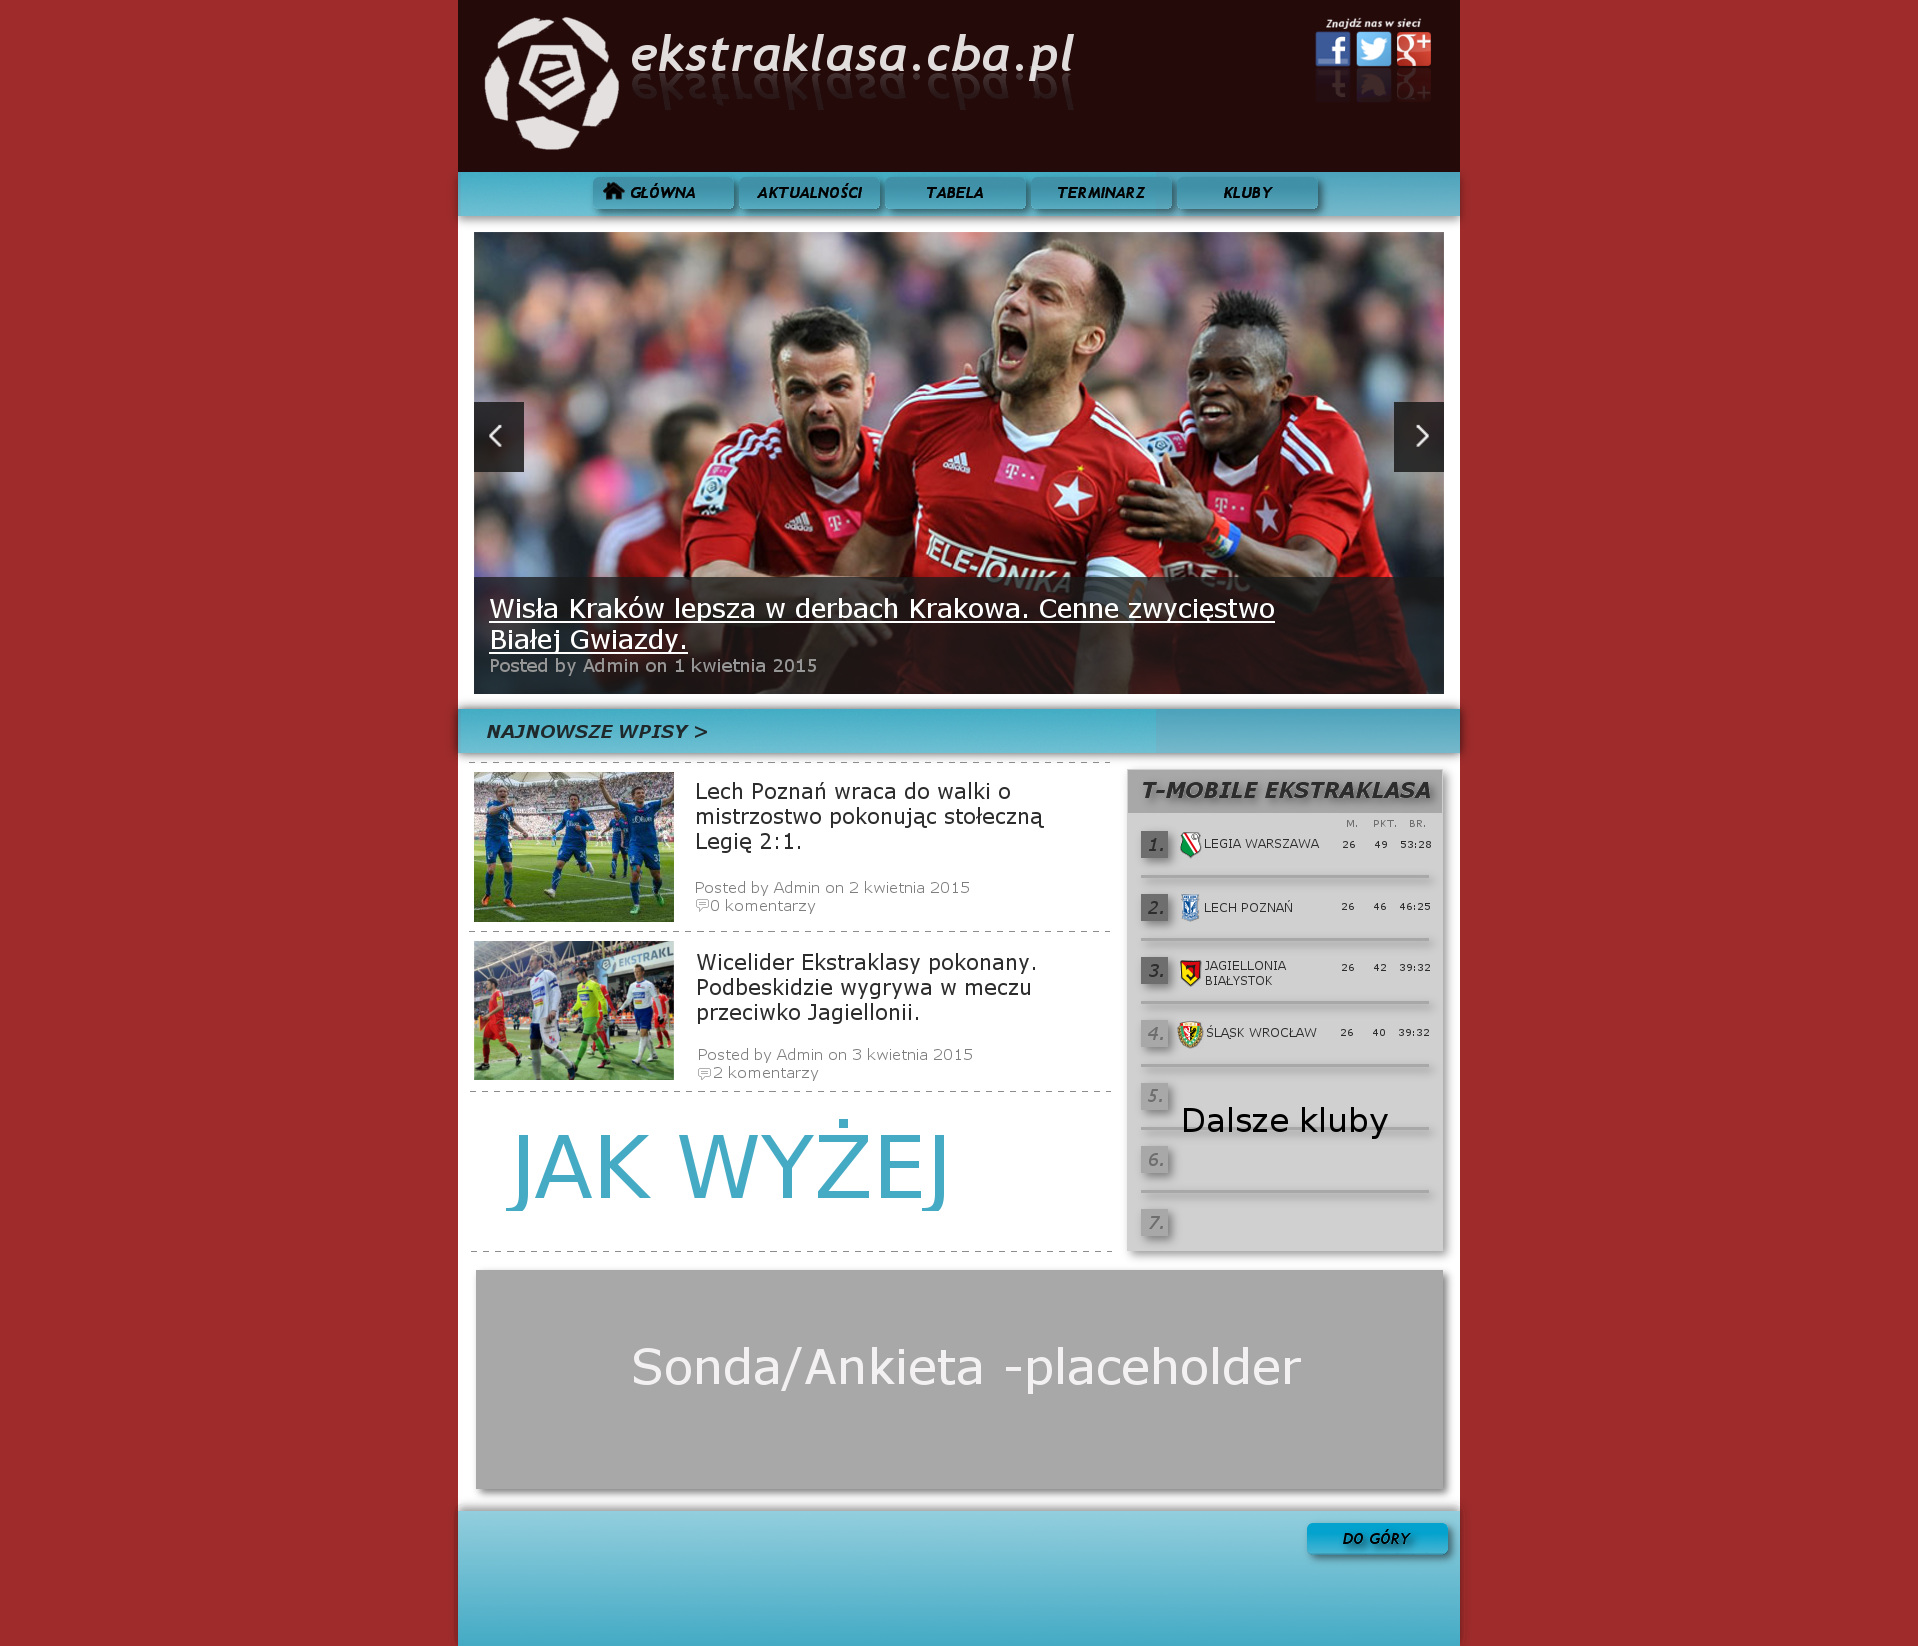 ekstraklasa.cba.pl
Znajdź nas w sieci
GŁÓWNA
AKTUALNOŚCI
TABELA
TERMINARZ
KLUBY
adidas
T
adidas
T
T
TELE-FONIKA
Wisła Kraków lepsza w derbach Krakowa. Cenne zwycięstwo
Białej Gwiazdy.
Posted by Admin on 1 kwietnia 2015
NAJNOWSZE WPISY >
Lech Poznań wraca do walki o
mistrzostwo pokonując stołeczną
Legię 2:1.
Posted by Admin on 2 kwietnia 2015
0 komentarzy
EKSTRAKL
Wicelider Ekstraklasy pokonany.
Podbeskidzie wygrywa w meczu
przeciwko Jagiellonii.
Posted by Admin on 3 kwietnia 2015
2 komentarzy
JAK WYŻEJ
T-MOBILE EKSTRAKLASA
M. PKT. BR.
1. LEGIA WARSZAWA 26 49 53:28
2. LECH POZNAŃ 26 46 46:25
3. JAGIELLONIA BIAŁYSTOK 26 42 39:32
4. ŚLĄSK WROCŁAW 26 40 39:32
5.
Dalsze kluby
6.
7.
Sonda/Ankieta -placeholder
DO GÓRY